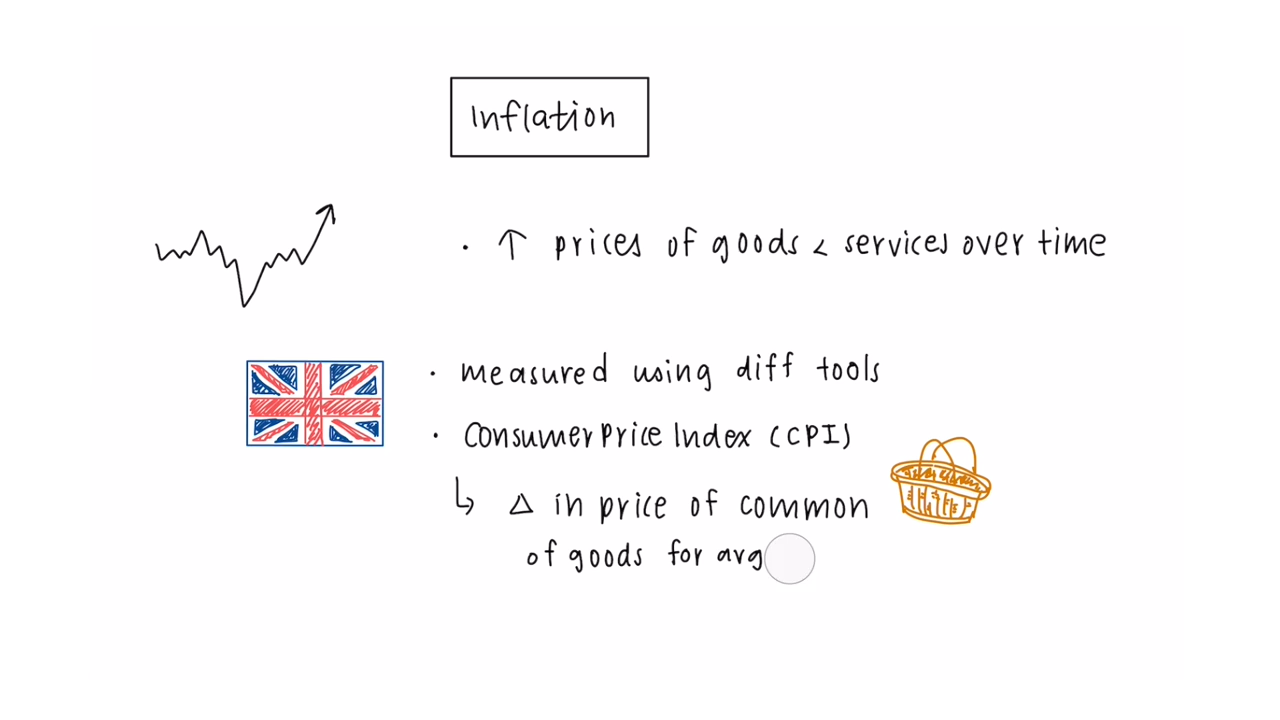 Inflation
· ↑ prices of goods & services over time
· measured using diff tools
· Consumer Price Index (CPI)
↳ Δ in price of common
of goods for avg